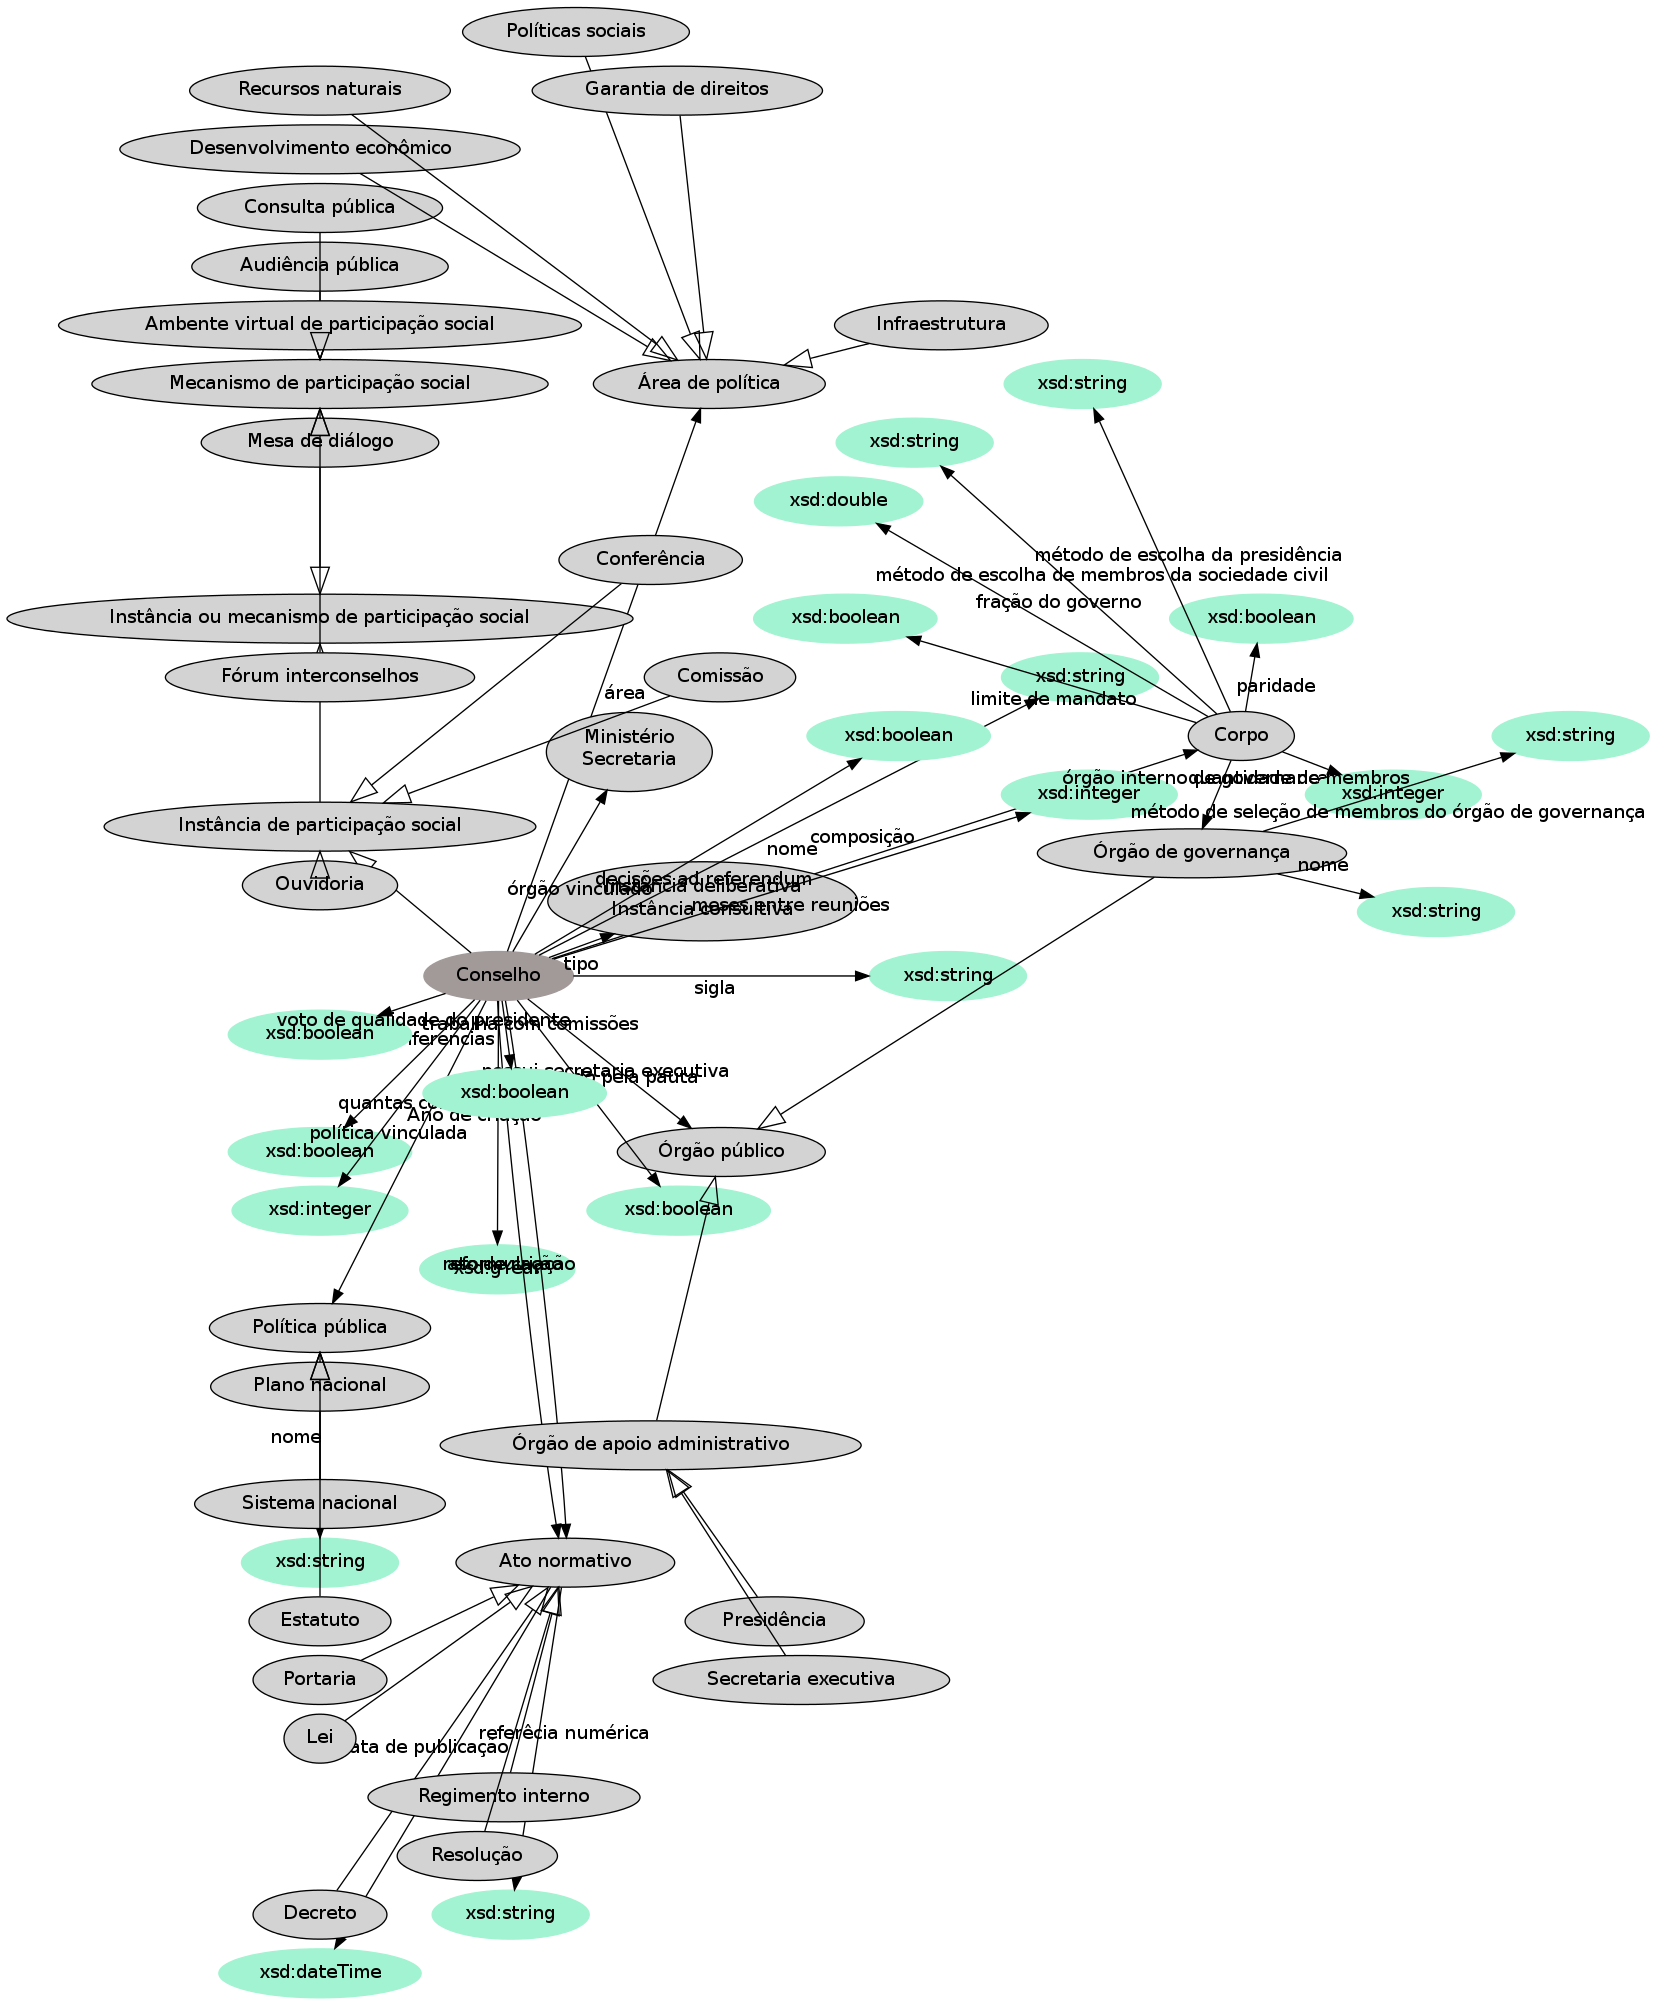 Políticas sociais
Recursos naturais
Garantia de direitos
Desenvolvimento econômico
Consulta pública
Audiência pública
Ambente virtual de participação social
Infraestrutura
Mecanismo de participação social
Área de política
xsd:string
Mesa de diálogo
xsd:string
xsd:double
método de escolha da presidência
Conferência
método de escolha de membros da sociedade civil
fração do governo
Instância ou mecanismo de participação social
xsd:boolean
xsd:boolean
Fórum interconselhos
Comissão
xsd:string
paridade
área
limite de mandato
Ministério
Secretaria
xsd:boolean
Corpo
xsd:string
órgão interno de governança
quantidade de membros
xsd:integer
xsd:integer
método de seleção de membros do órgão de governança
Instância de participação social
composição
nome
Órgão de governança
nome
Ouvidoria
órgão vinculado
decisões ad referendum
Instância deliberativa
Instância consultiva
meses entre reuniões
xsd:string
tipo
Conselho
sigla
xsd:string
voto de qualidade do presidente
trabalha com comissões
xsd:boolean
possui secretaria executiva
pela pauta
xsd:boolean
quantas
ferências
Ano de criação
política vinculada
xsd:boolean
Órgão público
xsd:integer
xsd:boolean
Política pública
Plano nacional
nome
Órgão de apoio administrativo
Sistema nacional
xsd:string
Ato normativo
Estatuto
Presidência
Portaria
Secretaria executiva
Lei
referêcia numérica
ata de publicação
Regimento interno
Resolução
Decreto
xsd:string
xsd:dateTime